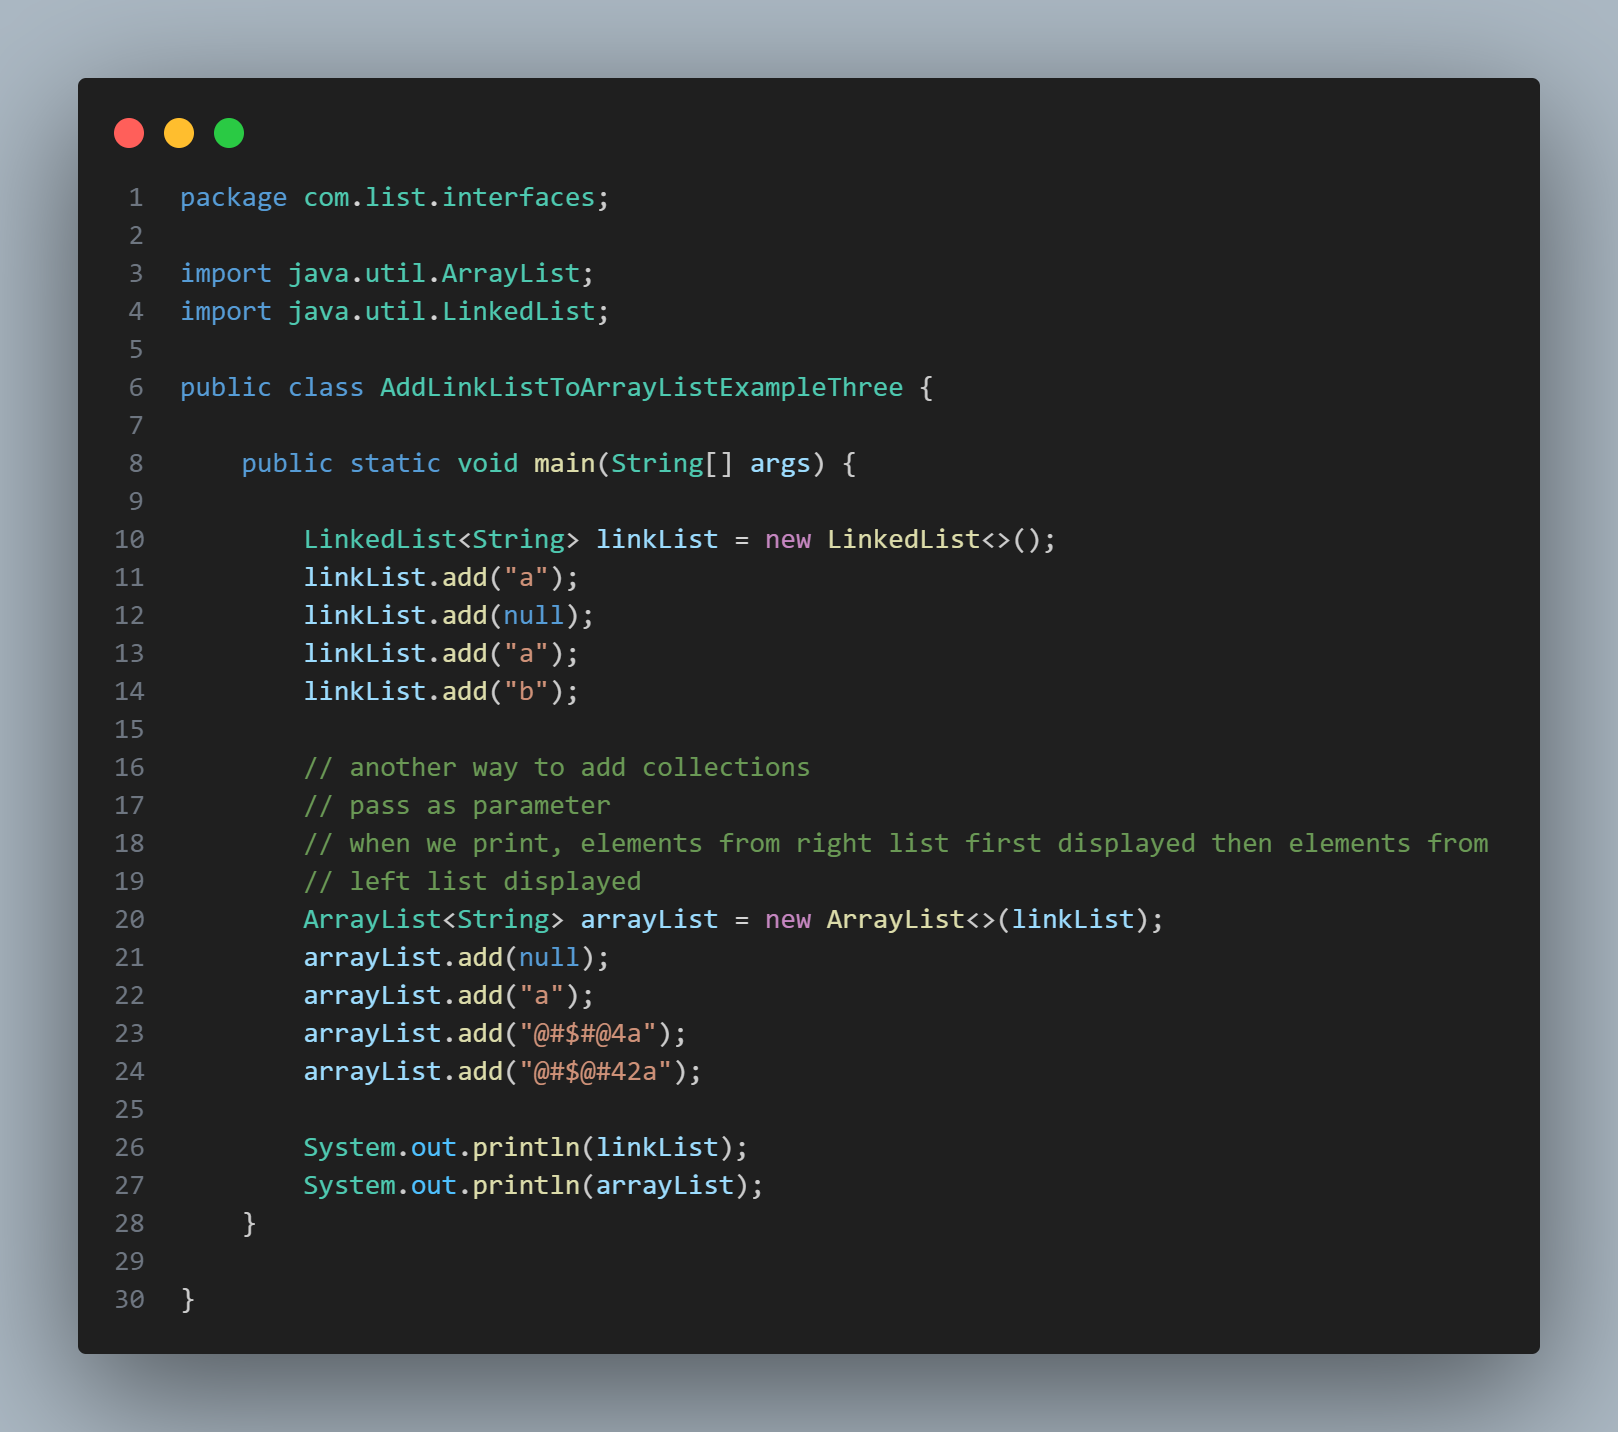 1 package com.list.interfaces;
2
3 import java.util.ArrayList;
4 import java.util.LinkedList;
5
6 public class AddLinkListToArrayListExampleThree {
7
8     public static void main(String[] args) {
9
10         LinkedList<String> linkList = new LinkedList<>();
11         linkList.add("a");
12         linkList.add(null);
13         linkList.add("a");
14         linkList.add("b");
15
16         // another way to add collections
17         // pass as parameter
18         // when we print, elements from right list first displayed then elements from
19         // left list displayed
20         ArrayList<String> arrayList = new ArrayList<>(linkList);
21         arrayList.add(null);
22         arrayList.add("a");
23         arrayList.add("@#$#@4a");
24         arrayList.add("@#$@#42a");
25
26         System.out.println(linkList);
27         System.out.println(arrayList);
28     }
29
30 }